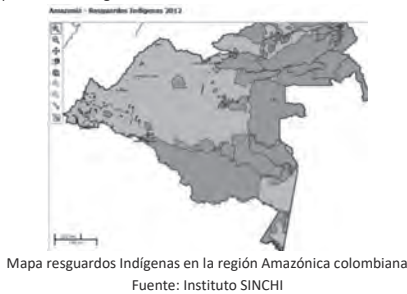 Amazonia - Resguardos Indígenas 2012
Mapa resguardos Indígenas en la región Amazónica colombiana
Fuente: Instituto SINCHI